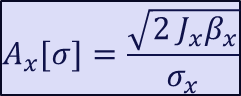 A_x[σ] = √(2 J_x β_x) / σ_x